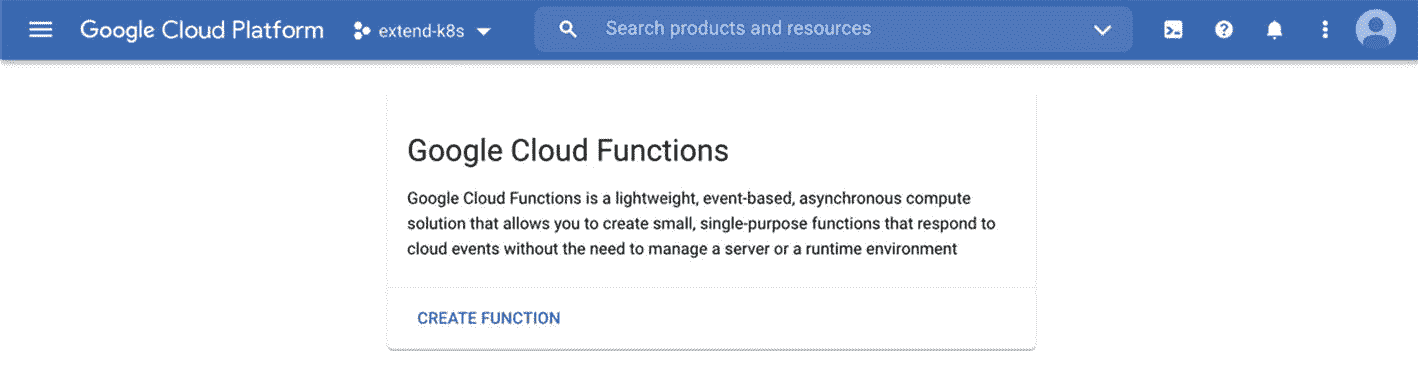 Google Cloud Platform extend-k8s Search products and resources
Google Cloud Functions
Google Cloud Functions is a lightweight, event-based, asynchronous compute
solution that allows you to create small, single-purpose functions that respond to
cloud events without the need to manage a server or a runtime environment
CREATE FUNCTION